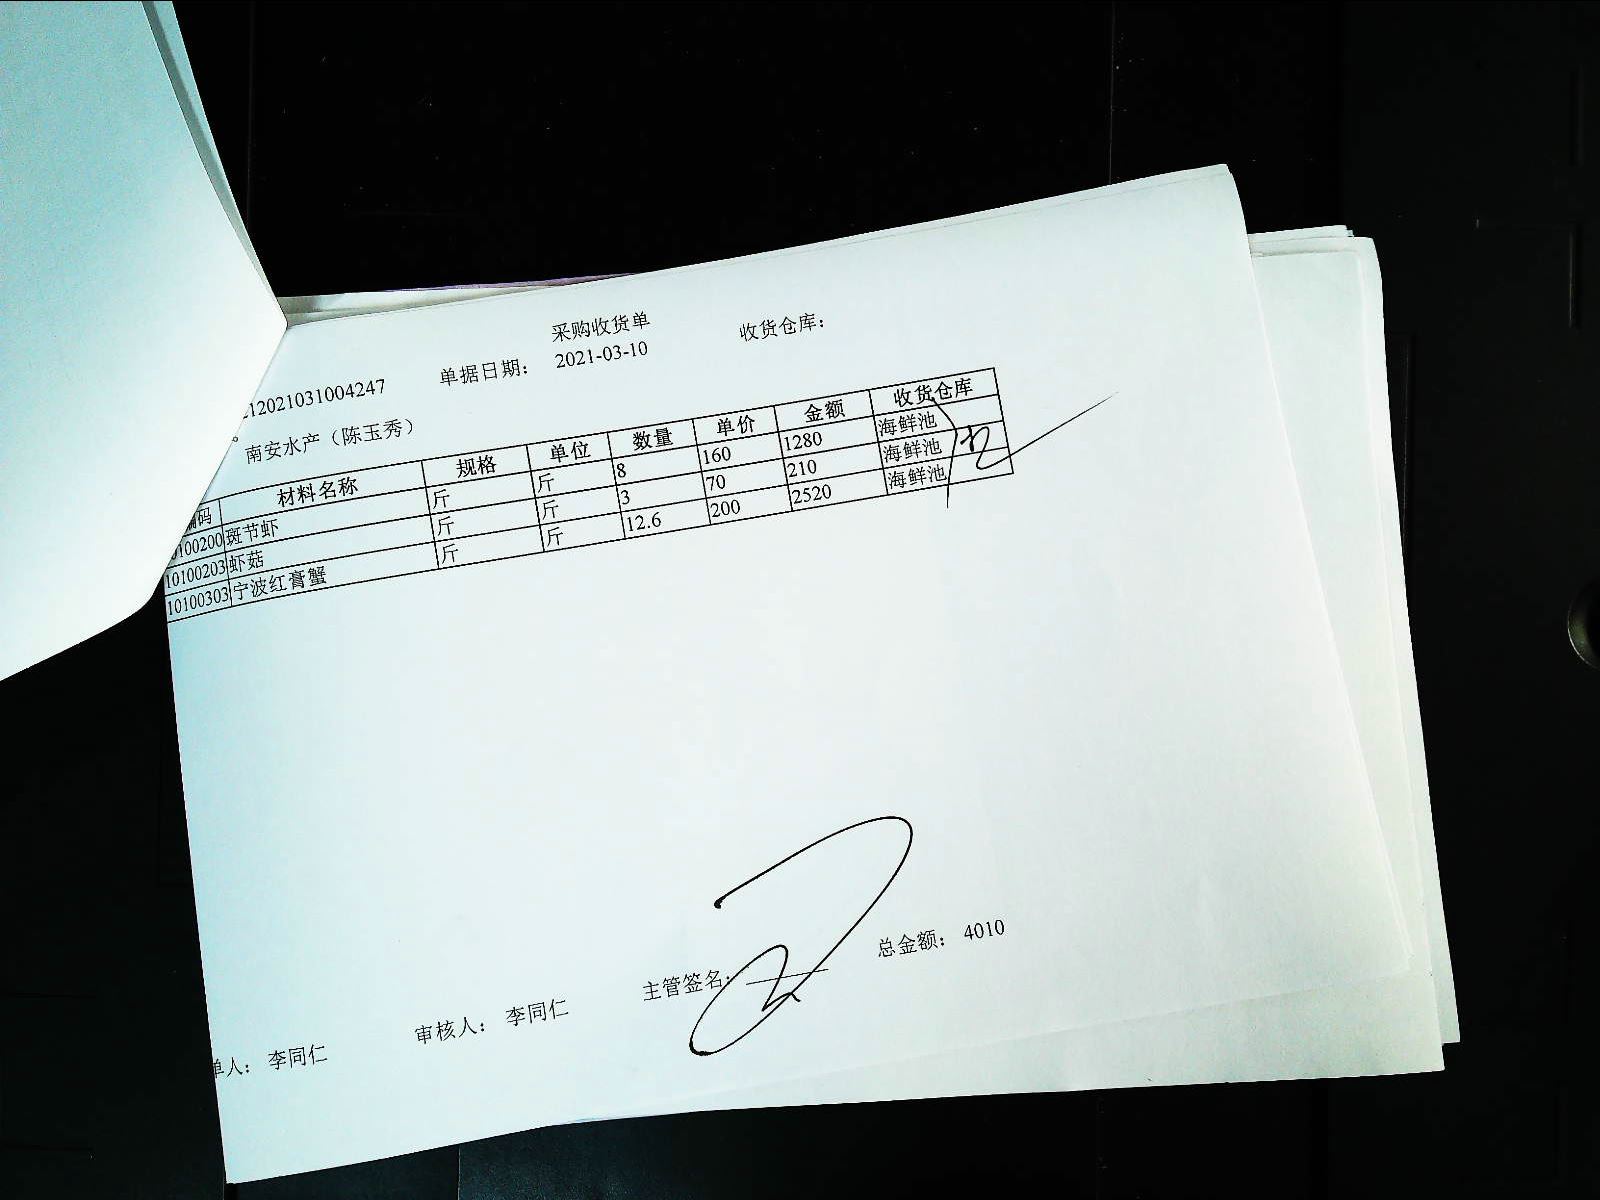 采购收货单 收货仓库：
12021031004247 单据日期： 2021-03-10
南安水产（陈玉秀）
编码 材料名称 规格 单位 数量 单价 金额 收货仓库
10100200 斑节虾 斤 斤 8 160 1280 海鲜池
10100203 虾菇 斤 斤 3 70 210 海鲜池
10100303 宁波红膏蟹 斤 斤 12.6 200 2520 海鲜池
单人： 李同仁 审核人： 李同仁 主管签名: 总金额： 4010